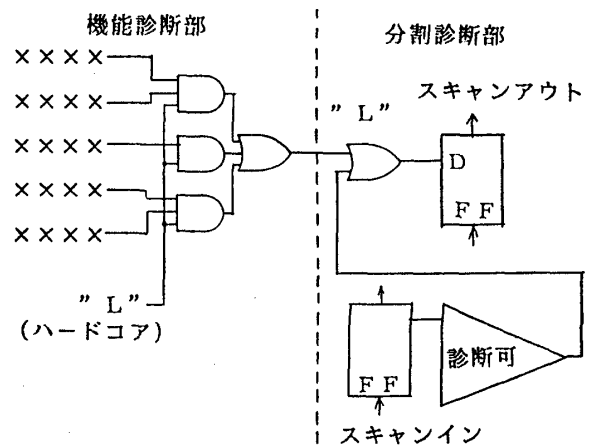 機能診断部
分割診断部
××××
××××
××××
××××
××××
"L"
(ハードコア)
"L"
スキャンアウト
D
FF
診断可
FF
スキャンイン